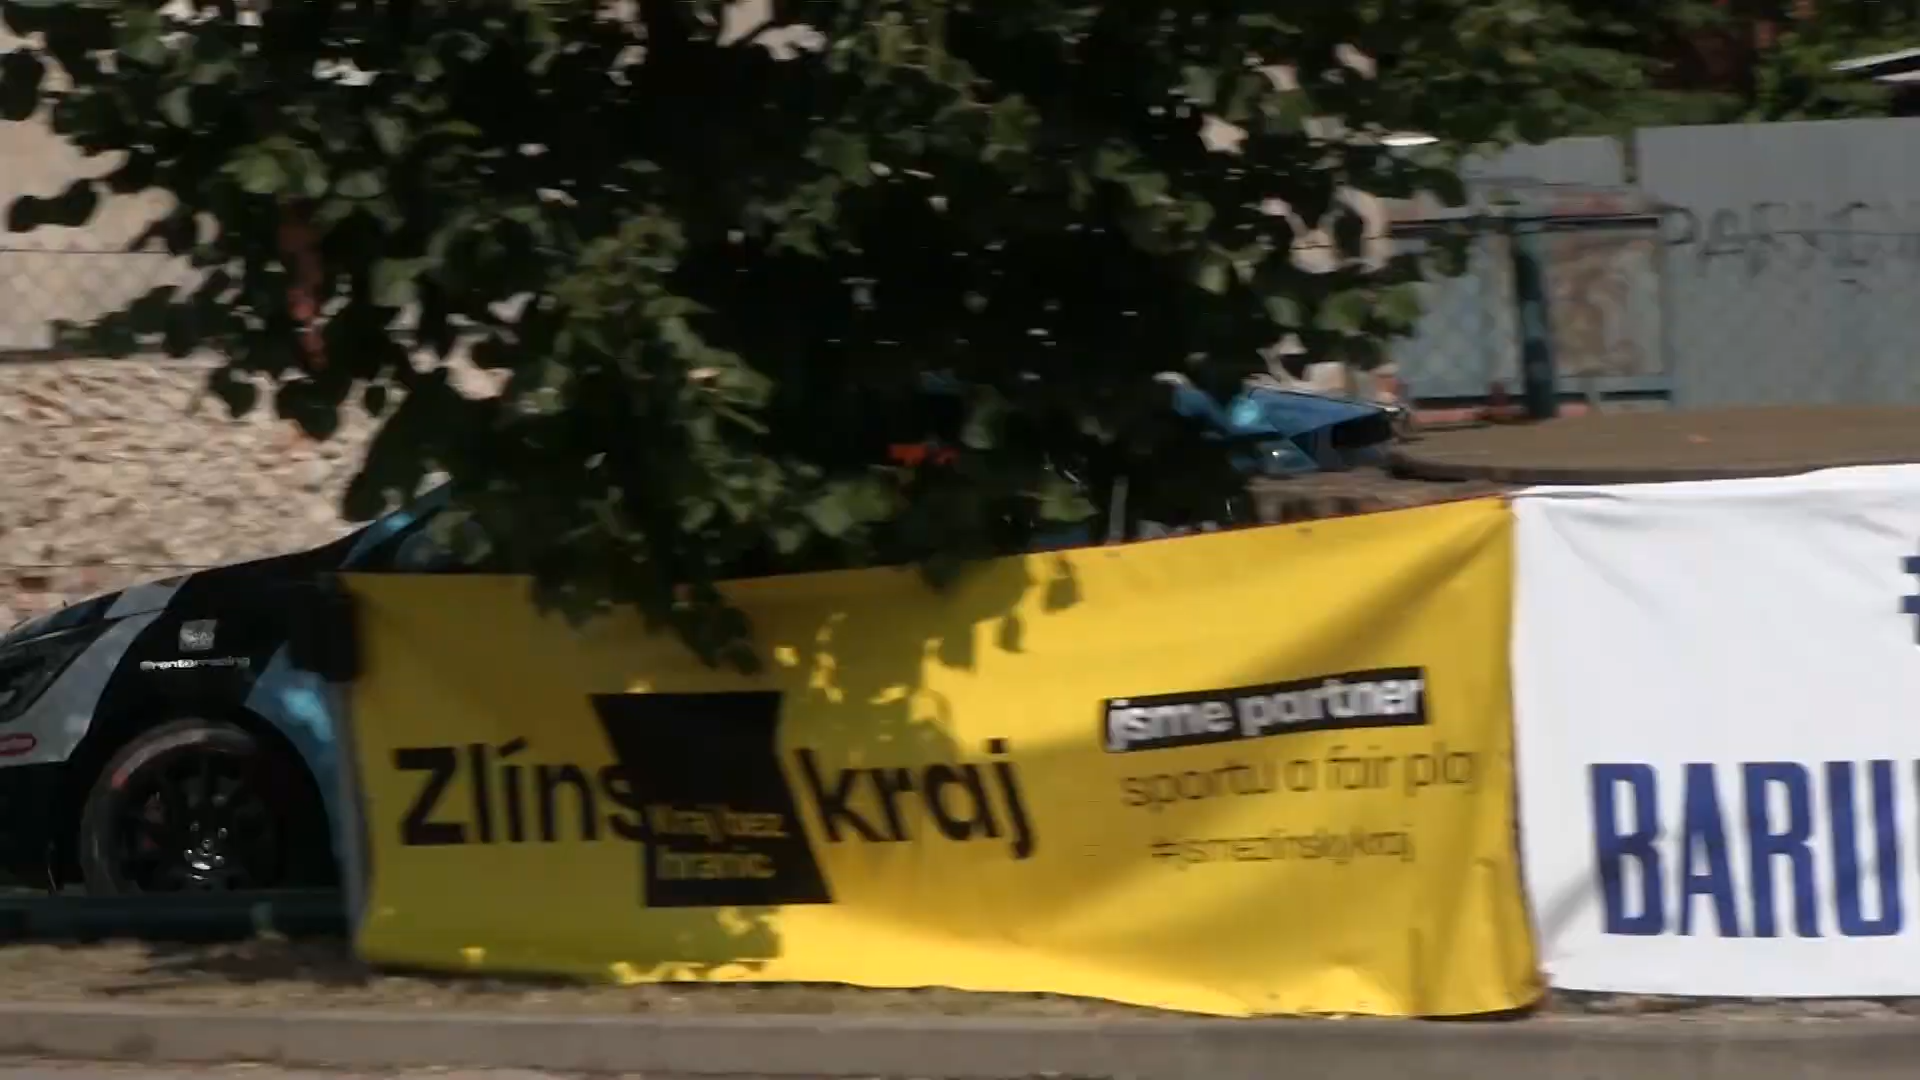 Zlíns kraj
Kraj bez
hranic
jsme partner
sportu a fair play
#jsmezlinskykraj
BARU